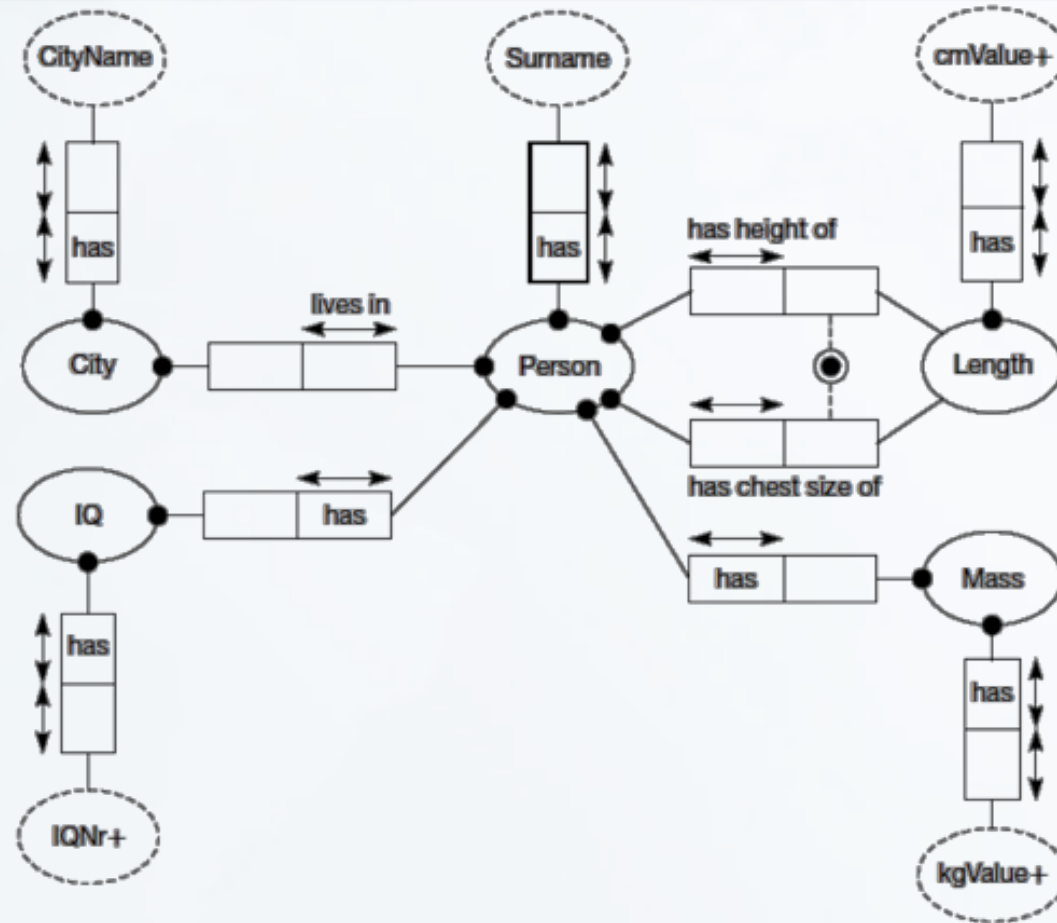 CityName
Surname
cmValue+
has
has
has
has height of
lives in
City
Person
Length
has chest size of
IQ
has
has
Mass
has
has
IQNr+
kgValue+